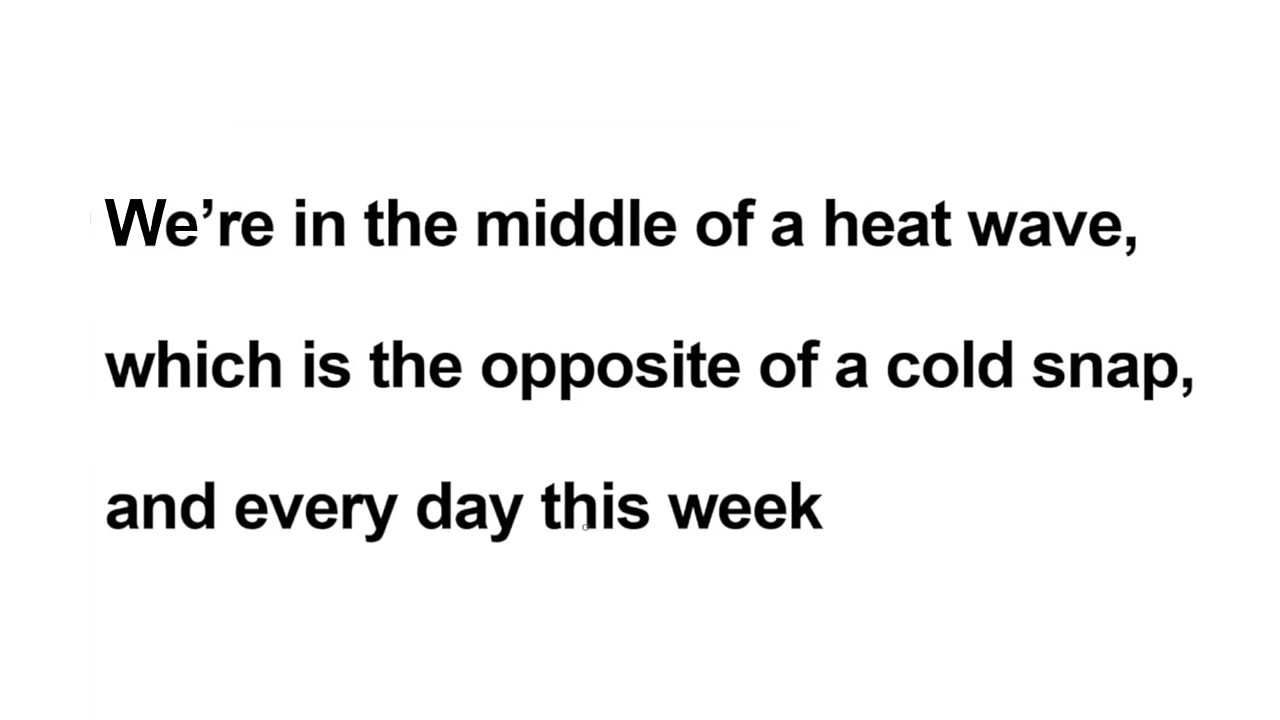 We’re in the middle of a heat wave,
which is the opposite of a cold snap,
and every day this week